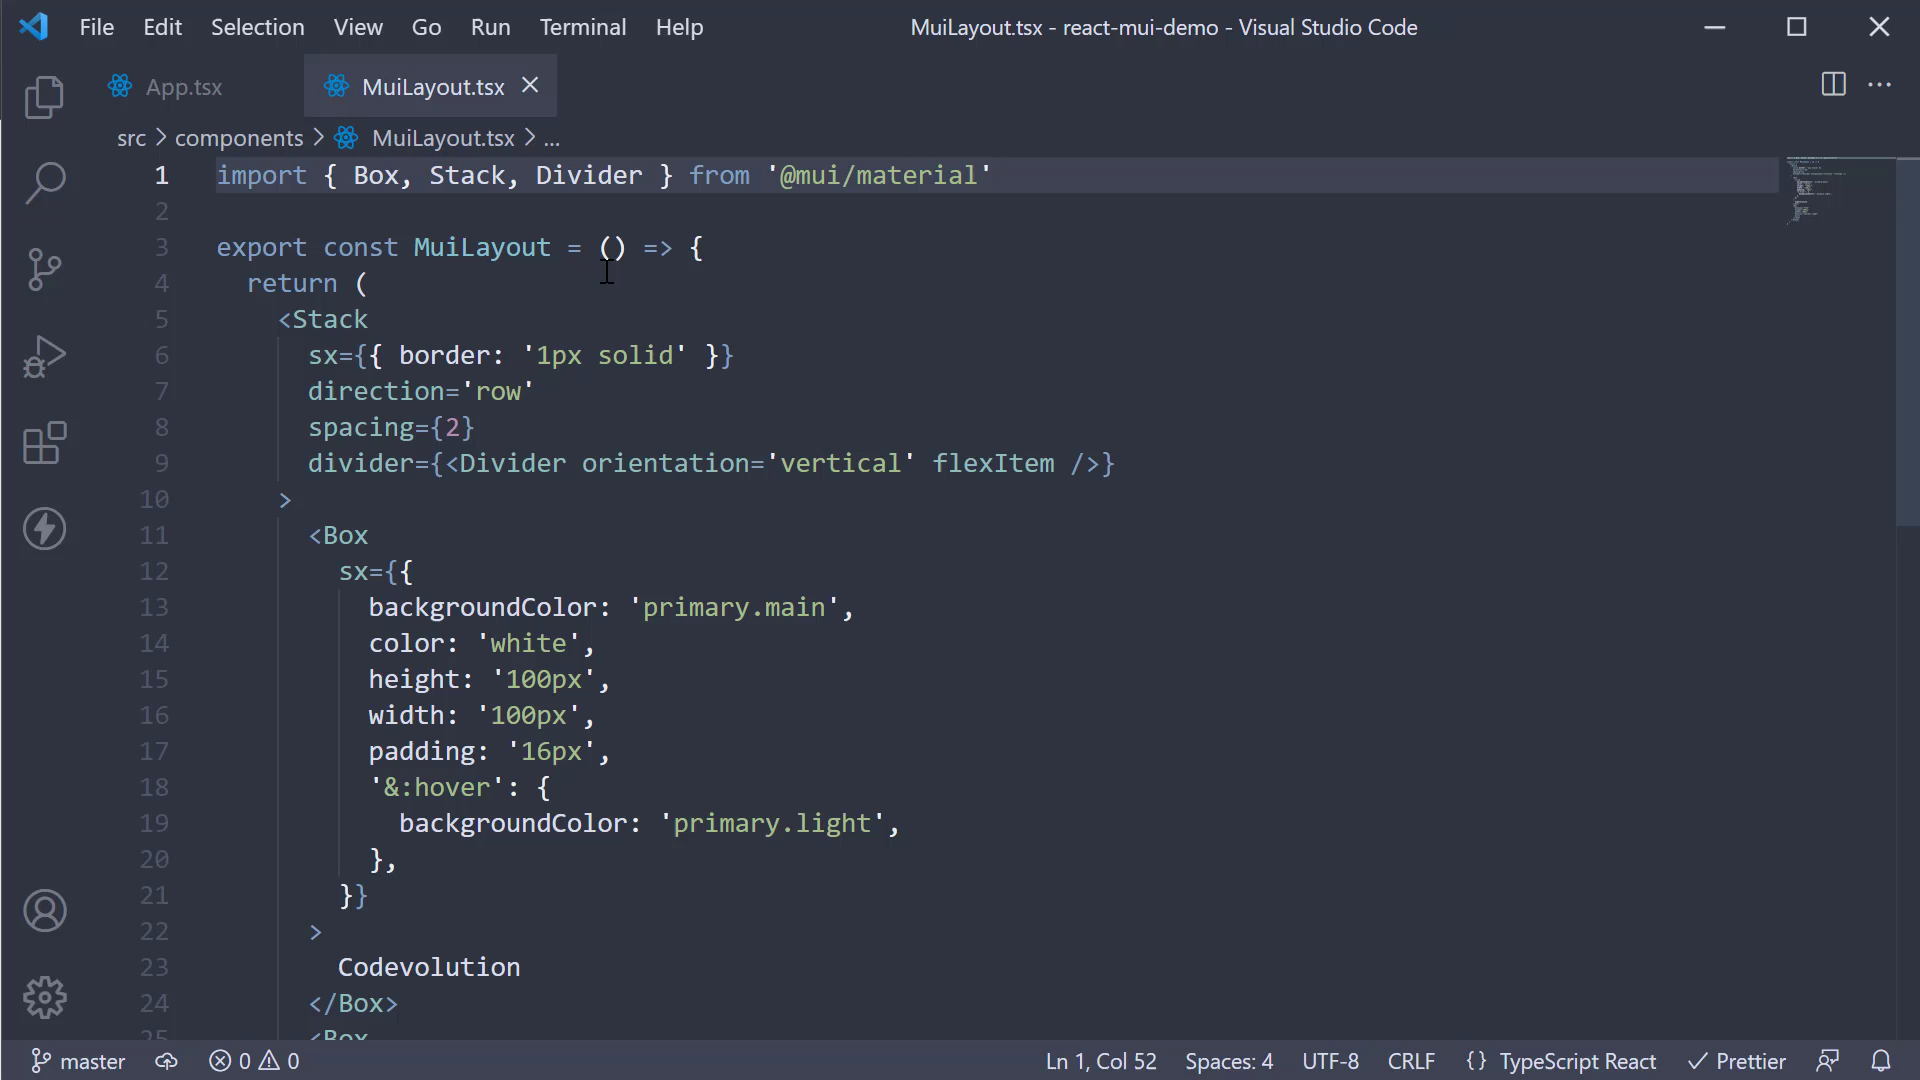 File Edit Selection View Go Run Terminal Help MuiLayout.tsx - react-mui-demo - Visual Studio Code
App.tsx MuiLayout.tsx
src > components > MuiLayout.tsx > ...
1 import { Box, Stack, Divider } from '@mui/material'
2
3 export const MuiLayout = () => {
4 return (
5 <Stack
6 sx={{ border: '1px solid' }}
7 direction='row'
8 spacing={2}
9 divider={<Divider orientation='vertical' flexItem />}
10 >
11 <Box
12 sx={{
13 backgroundColor: 'primary.main',
14 color: 'white',
15 height: '100px',
16 width: '100px',
17 padding: '16px',
18 '&:hover': {
19 backgroundColor: 'primary.light',
20 },
21 }}
22 >
23 Codevolution
24 </Box>
25 <Box
master 0 0 Ln 1, Col 52 Spaces: 4 UTF-8 CRLF {} TypeScript React Prettier